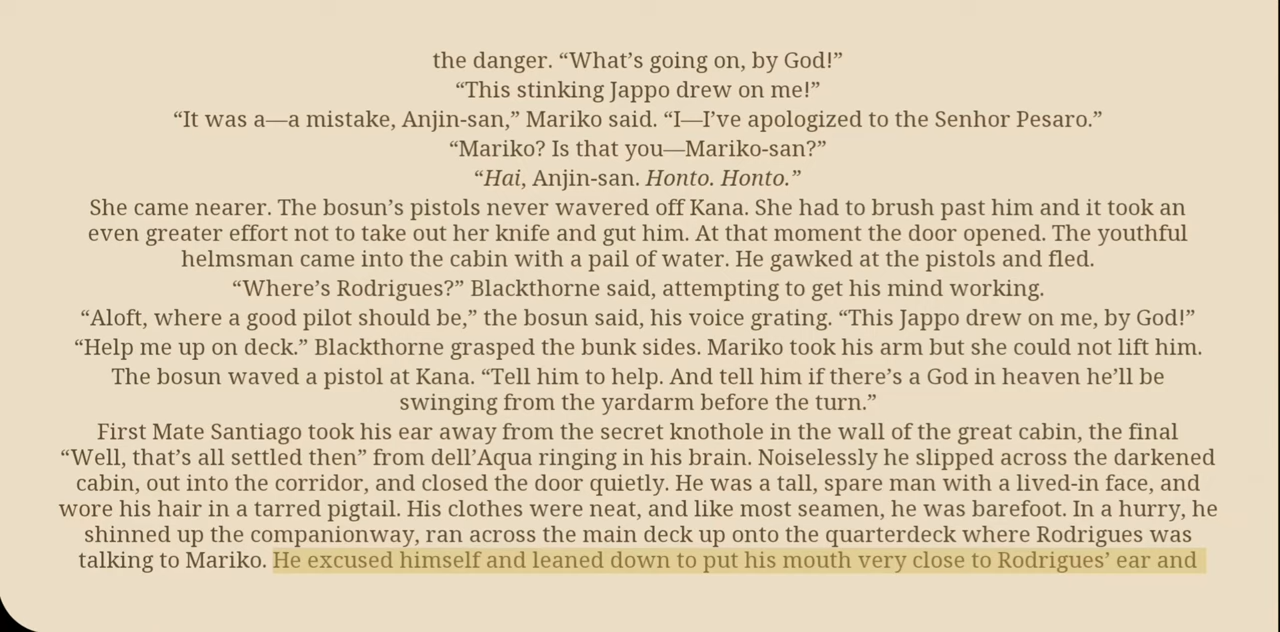 the danger. “What’s going on, by God!”
“This stinking Jappo drew on me!”
“It was a—a mistake, Anjin-san,” Mariko said. “I—I’ve apologized to the Senhor Pesaro.”
“Mariko? Is that you—Mariko-san?”
“Hai, Anjin-san. Honto. Honto.”
She came nearer. The bosun’s pistols never wavered off Kana. She had to brush past him and it took an
even greater effort not to take out her knife and gut him. At that moment the door opened. The youthful
helmsman came into the cabin with a pail of water. He gawked at the pistols and fled.
“Where’s Rodrigues?” Blackthorne said, attempting to get his mind working.
“Aloft, where a good pilot should be,” the bosun said, his voice grating. “This Jappo drew on me, by God!”
“Help me up on deck.” Blackthorne grasped the bunk sides. Mariko took his arm but she could not lift him.
The bosun waved a pistol at Kana. “Tell him to help. And tell him if there’s a God in heaven he’ll be
swinging from the yardarm before the turn.”
First Mate Santiago took his ear away from the secret knothole in the wall of the great cabin, the final
“Well, that’s all settled then” from dell’Aqua ringing in his brain. Noiselessly he slipped across the darkened
cabin, out into the corridor, and closed the door quietly. He was a tall, spare man with a lived-in face, and
wore his hair in a tarred pigtail. His clothes were neat, and like most seamen, he was barefoot. In a hurry, he
shinned up the companionway, ran across the main deck up onto the quarterdeck where Rodrigues was
talking to Mariko. He excused himself and leaned down to put his mouth very close to Rodrigues’ ear and